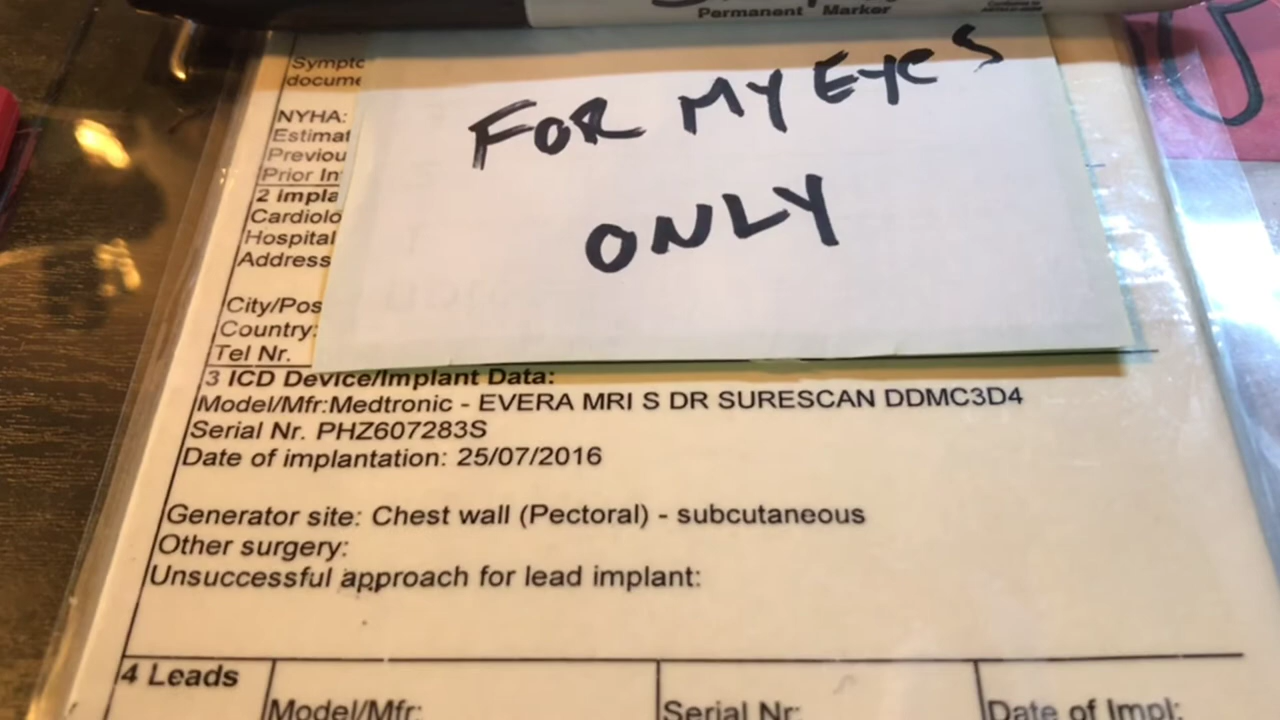 Permanent Marker
FOR MY EYES
ONLY
Sympto
docume
NYHA:
Estimat
Previou
Prior In
2 impla
Cardiolo
Hospital
Address
City/Pos
Country:
Tel Nr.
3 ICD Device/Implant Data:
Model/Mfr:Medtronic - EVERA MRI S DR SURESCAN DDMC3D4
Serial Nr. PHZ607283S
Date of implantation: 25/07/2016
Generator site: Chest wall (Pectoral) - subcutaneous
Other surgery:
Unsuccessful approach for lead implant:
4 Leads
Model/Mfr:
Serial Nr:
Date of Impl: